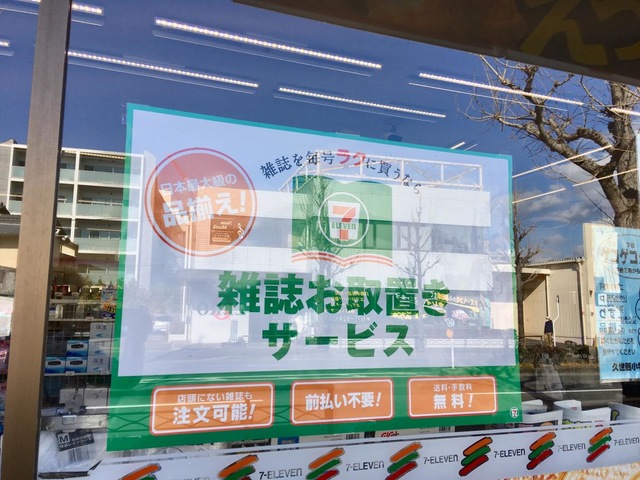 雑誌を毎号ラクに買うなら
日本最大級の
品揃え！
7
ELEVEN
雑誌お取置き
サービス
店頭にない雑誌も
注文可能！
前払い不要！
送料・手数料
無料！
7-ELEVEN
7-ELEVEN
7-ELEVEN
7-ELEVEN
7-ELEVEN